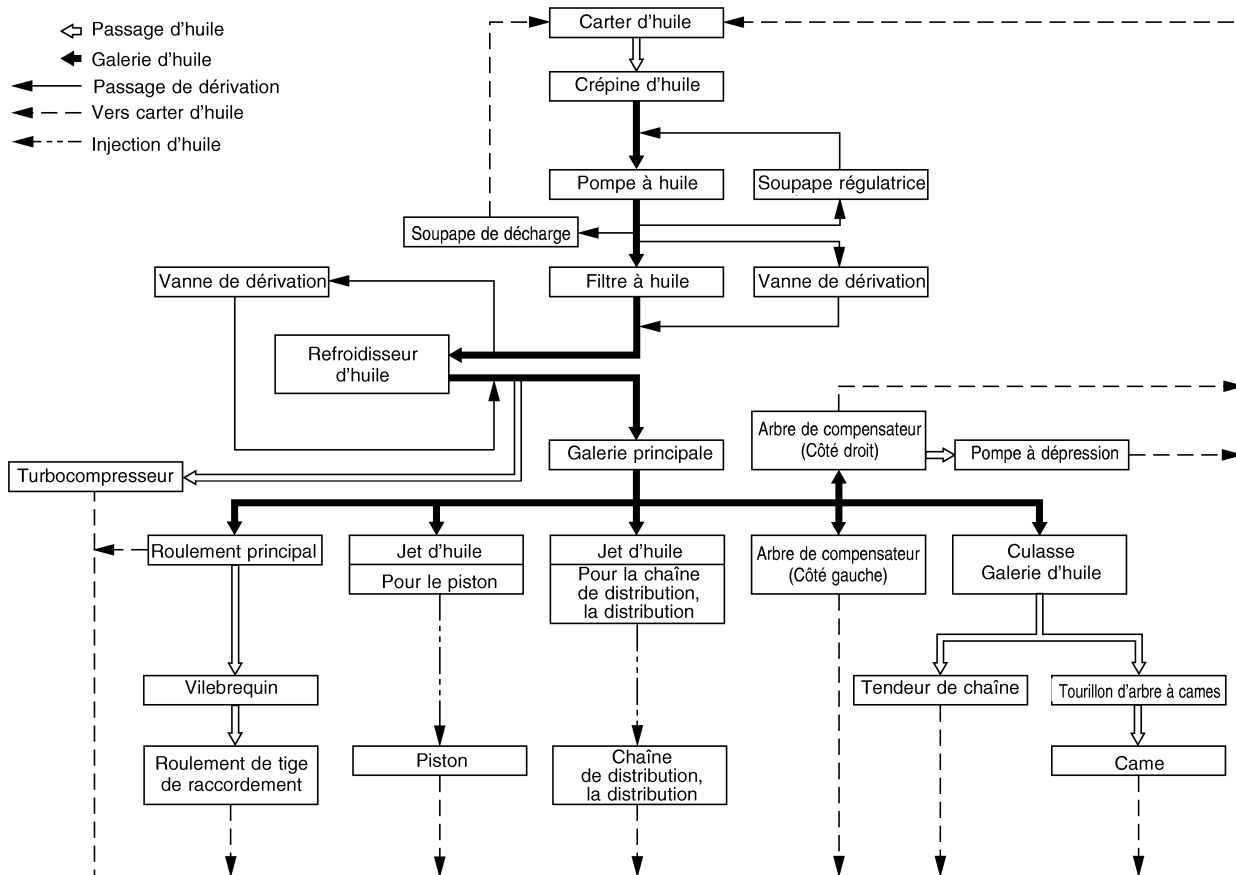 Passage d'huile
Galerie d'huile
Passage de dérivation
Vers carter d'huile
Injection d'huile
Carter d'huile
Crépine d'huile
Pompe à huile
Soupape régulatrice
Soupape de décharge
Vanne de dérivation
Filtre à huile
Vanne de dérivation
Refroidisseur
d'huile
Galerie principale
Arbre de compensateur
(Côté droit)
Pompe à dépression
Turbocompresseur
Roulement principal
Jet d'huile
Pour le piston
Jet d'huile
Pour la chaîne
de distribution,
la distribution
Arbre de compensateur
(Côté gauche)
Culasse
Galerie d'huile
Vilebrequin
Tendeur de chaîne
Tourillon d'arbre à cames
Roulement de tige
de raccordement
Piston
Chaîne
de distribution,
la distribution
Came